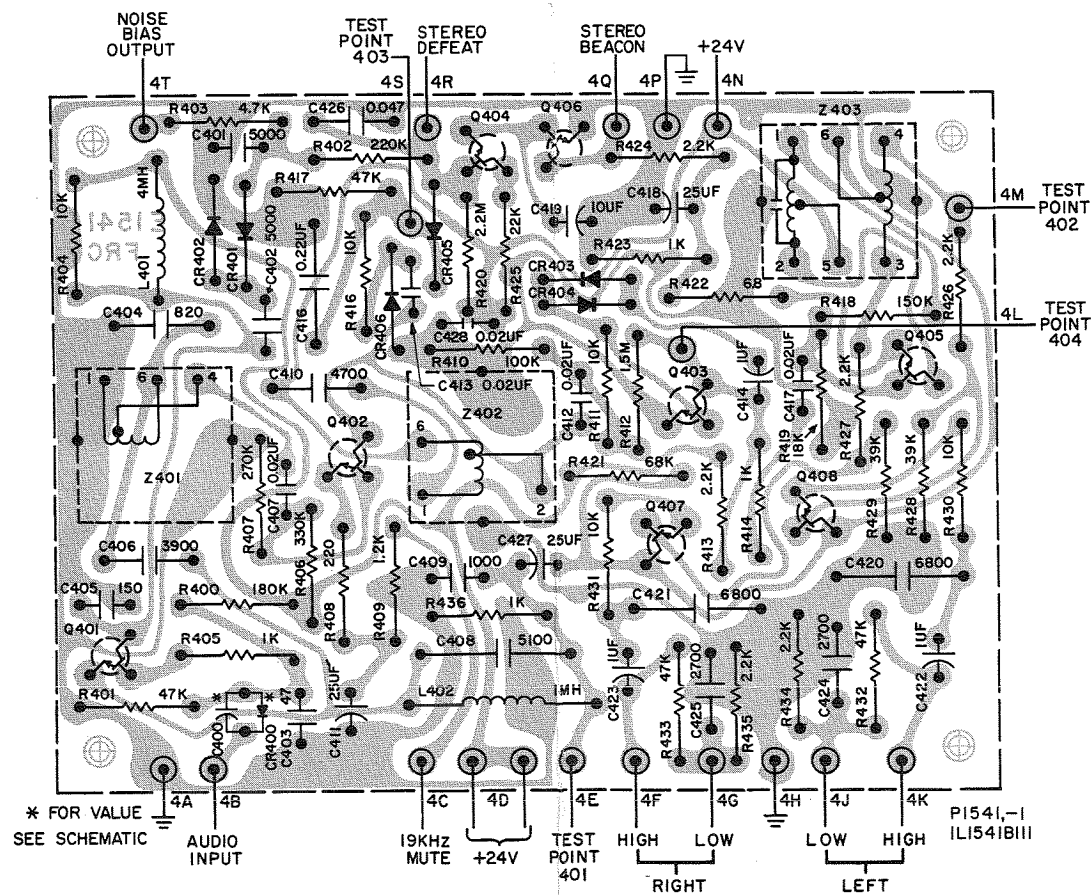 NOISE
BIAS
OUTPUT
TEST
POINT
403
STEREO
DEFEAT
STEREO
BEACON
+24V
4T
4S
4R
4Q
4P
4N
R403 4.7K
C426 0.047
Q404
Q406
Z403
C401 5000
R402 220K
R424 2.2K
1 6 4
4MH
R417 47K
C418 25UF
4M
TEST
POINT
402
10K
1541
FRC
C419 10UF
2.2M
22K
R404
L401
CR402
CR401
C402 5000
0.22UF
10K
CR405
R423 1K
2.2K
CR403
CR404
2 5 3
R420
R425
R422 68
R418 150K
R426
C404 820
C416
R416
CR406
C428 0.02UF
4L
TEST
POINT
404
R410 100K
Q405
1 6 4
C410 4700
C413 0.02UF
0.02UF
10K
1.5M
Q403
1UF
0.02UF
2.2K
Z402
Q402
C412
R411
R412
C414
C417
R419
18K
R427
6
Z401
270K
0.02UF
R421 68K
39K
39K
10K
2.2K
1K
Q408
1 2
R407
C407
330K
220
1.2K
C427 25UF
10K
Q407
R413
R414
R429
R428
R430
C406 3900
C409 1000
C420 6800
C405 150
R400 180K
R406
R408
R409
R436 1K
R431
C421 6800
Q401
R405 1K
C408 5100
1UF
47K
2700
2.2K
2.2K
2700
47K
1UF
R401 47K
*
*
47
25UF
L402 1MH
C400
CR400
C403
C411
C423
R433
C425
R435
R434
C424
R432
C422
4A
4B
4C
4D
4E
4F
4G
4H
4J
4K
* FOR VALUE
SEE SCHEMATIC
AUDIO
INPUT
19KHz
MUTE
+24V
TEST
POINT
401
HIGH
LOW
RIGHT
LOW
HIGH
LEFT
P1541,-1
IL1541B111